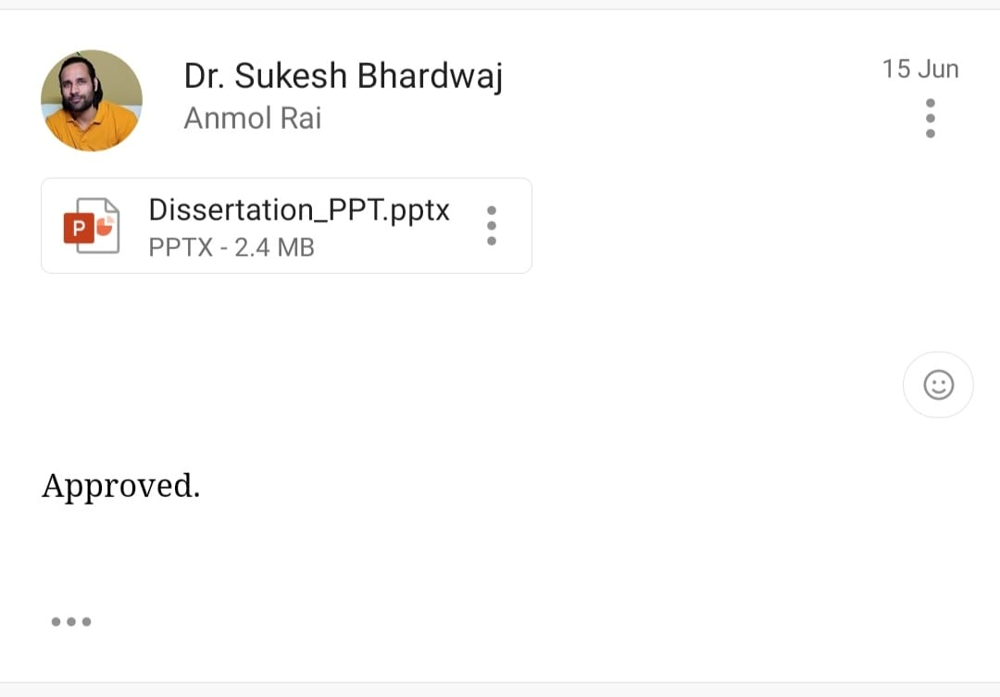 Dr. Sukesh Bhardwaj
15 Jun
Anmol Rai
P
Dissertation_PPT.pptx
PPTX - 2.4 MB
Approved.